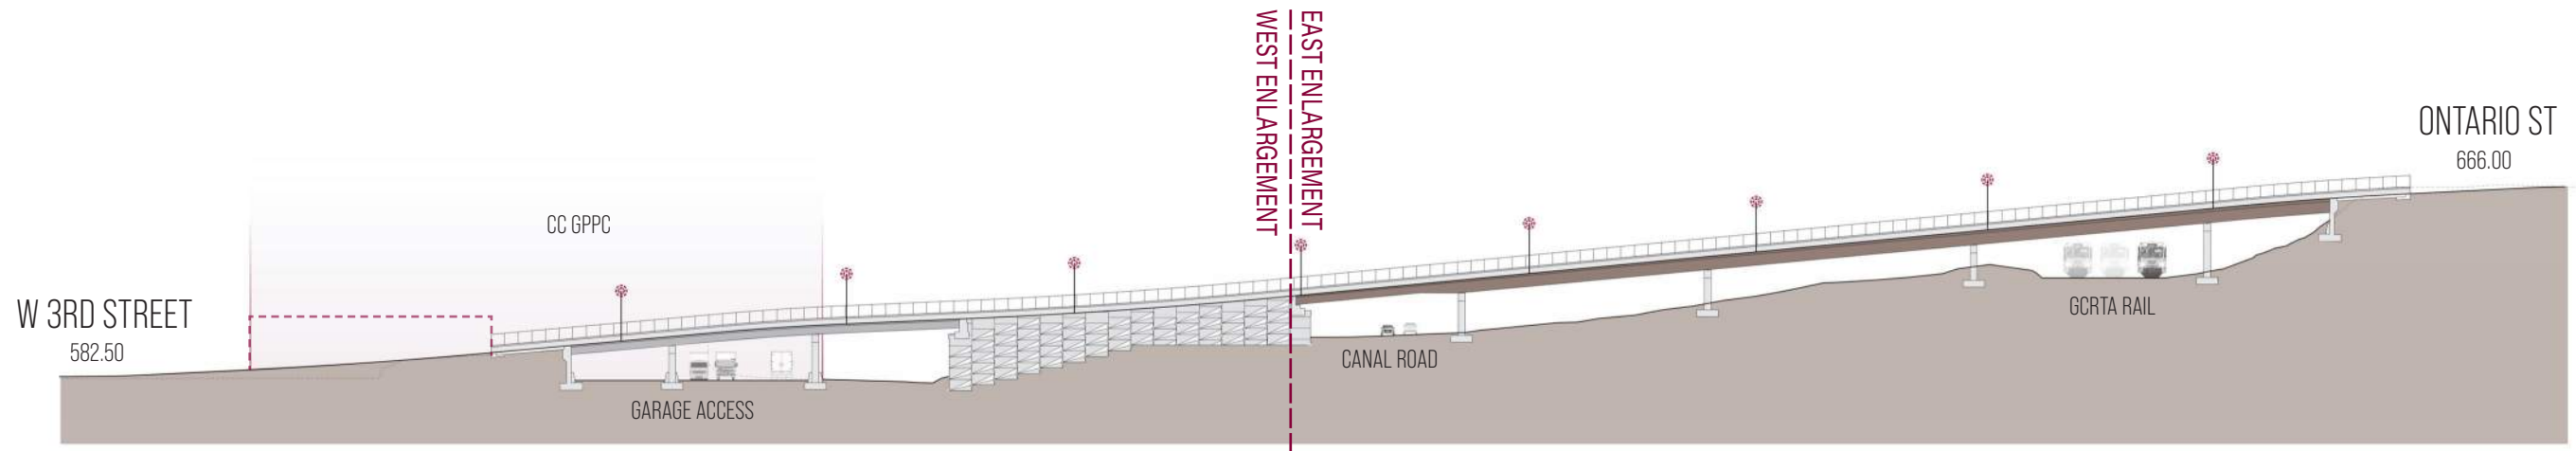 WEST ENLARGEMENT
EAST ENLARGEMENT
ONTARIO ST
666.00
CC GPPC
W 3RD STREET
582.50
GCRTA RAIL
CANAL ROAD
GARAGE ACCESS